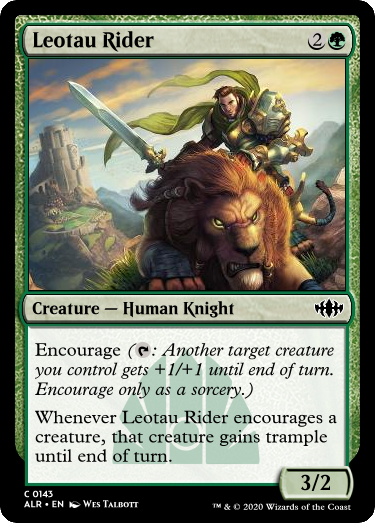 Leotau Rider 2
Creature — Human Knight
Encourage (: Another target creature
you control gets +1/+1 until end of turn.
Encourage only as a sorcery.)
Whenever Leotau Rider encourages a
creature, that creature gains trample
until end of turn.
3/2
C 0143
ALR • EN Wes Talbott
™ & © 2020 Wizards of the Coast